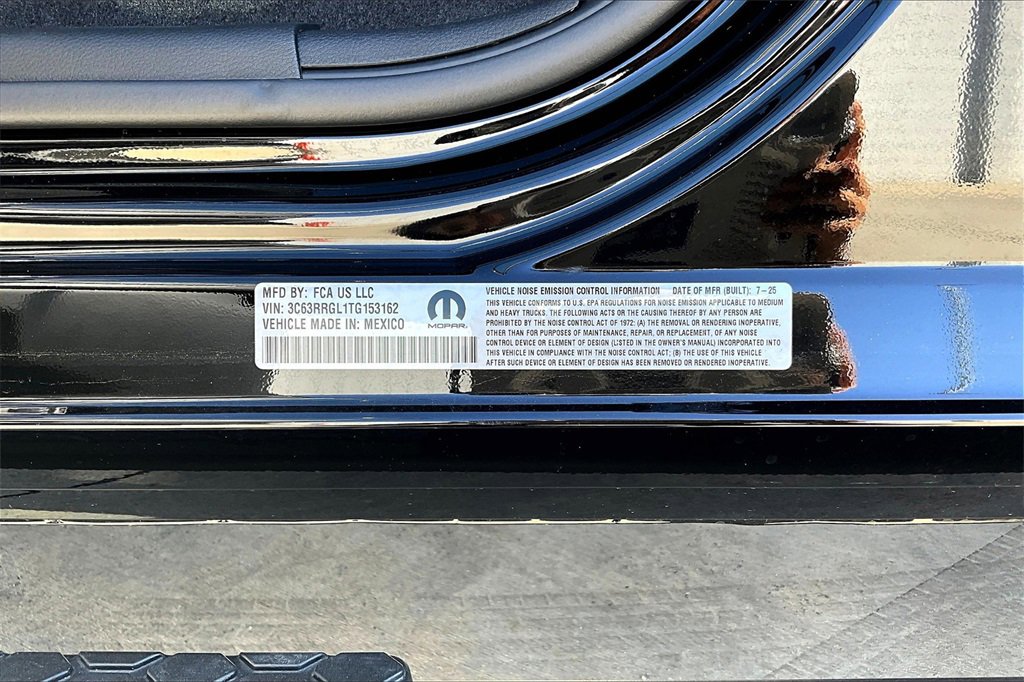 MFD BY: FCA US LLC
VIN: 3C63RRGL1TG153162
VEHICLE MADE IN: MEXICO
MOPAR
VEHICLE NOISE EMISSION CONTROL INFORMATION DATE OF MFR (BUILT): 7-25
THIS VEHICLE CONFORMS TO U.S. EPA REGULATIONS FOR NOISE EMISSION APPLICABLE TO MEDIUM
AND HEAVY TRUCKS. THE FOLLOWING ACTS OR THE CAUSING THEREOF BY ANY PERSON ARE
PROHIBITED BY THE NOISE CONTROL ACT OF 1972: (A) THE REMOVAL OR RENDERING INOPERATIVE,
OTHER THAN FOR PURPOSES OF MAINTENANCE, REPAIR, OR REPLACEMENT, OF ANY NOISE
CONTROL DEVICE OR ELEMENT OF DESIGN (LISTED IN THE OWNER'S MANUAL) INCORPORATED INTO
THIS VEHICLE IN COMPLIANCE WITH THE NOISE CONTROL ACT; (B) THE USE OF THIS VEHICLE
AFTER SUCH DEVICE OR ELEMENT OF DESIGN HAS BEEN REMOVED OR RENDERED INOPERATIVE.